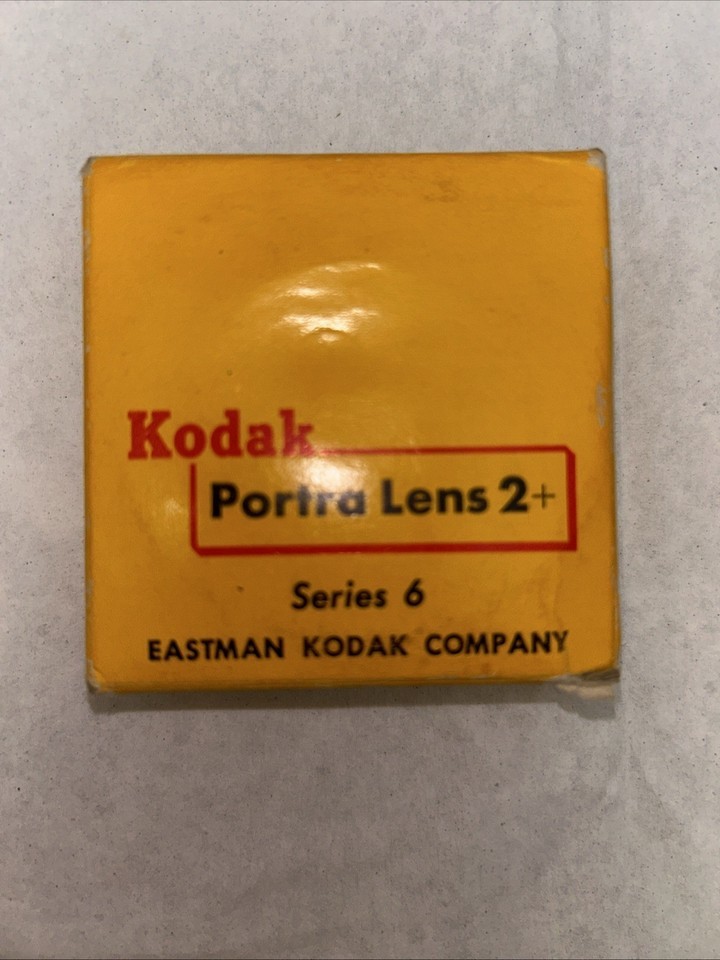 Kodak
Portra Lens 2+
Series 6
EASTMAN KODAK COMPANY